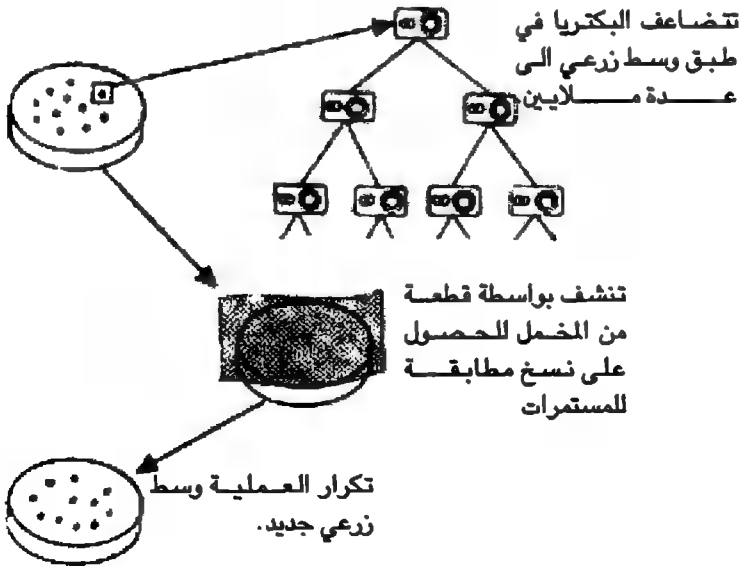 تتضاعف البكتريا في
طبق وسط زرعي الى
عدة ملايين
تنشف بواسطة قطعة
من المخمل للحصول
على نسخ مطابقة
للمستمرات
تكرار العملية وسط
زرعي جديد.